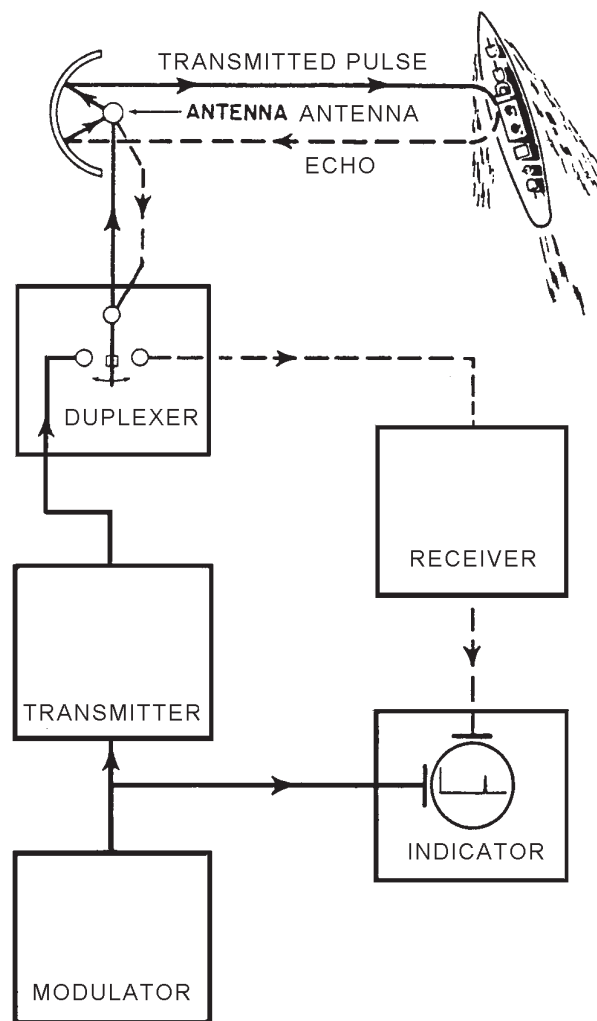 TRANSMITTED PULSE
ANTENNA ANTENNA
ECHO
DUPLEXER
RECEIVER
TRANSMITTER
INDICATOR
MODULATOR